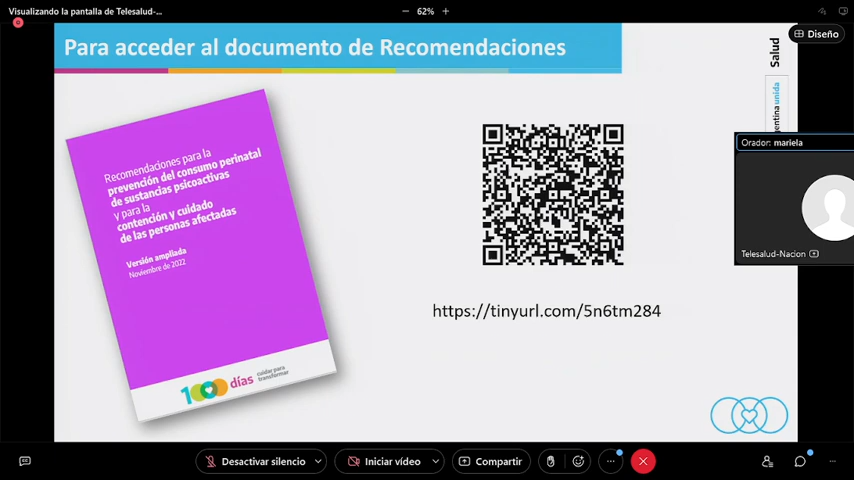 Visualizando la pantalla de Telesalud-...
62%
Diseño
Para acceder al documento de Recomendaciones
Salud
gentina unida
Orador: mariela
Telesalud-Nacion
Recomendaciones para la
prevención del consumo perinatal
de sustancias psicoactivas
y para la
contención y cuidado
de las personas afectadas
Versión ampliada
Noviembre de 2022
1000 días
cuidar para
transformar
https://tinyurl.com/5n6tm284
Desactivar silencio
Iniciar vídeo
Compartir